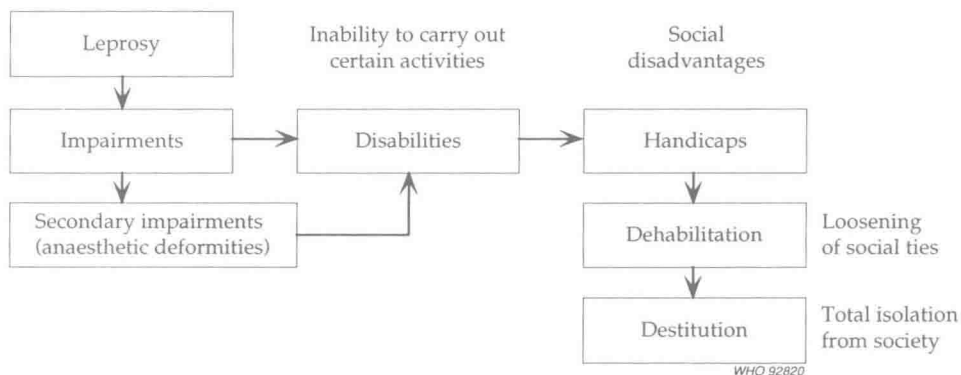 Leprosy
Inability to carry out
certain activities
Social
disadvantages
Impairments
Disabilities
Handicaps
Secondary impairments
(anaesthetic deformities)
Dehabilitation
Loosening
of social ties
Destitution
Total isolation
from society
WHO 92820